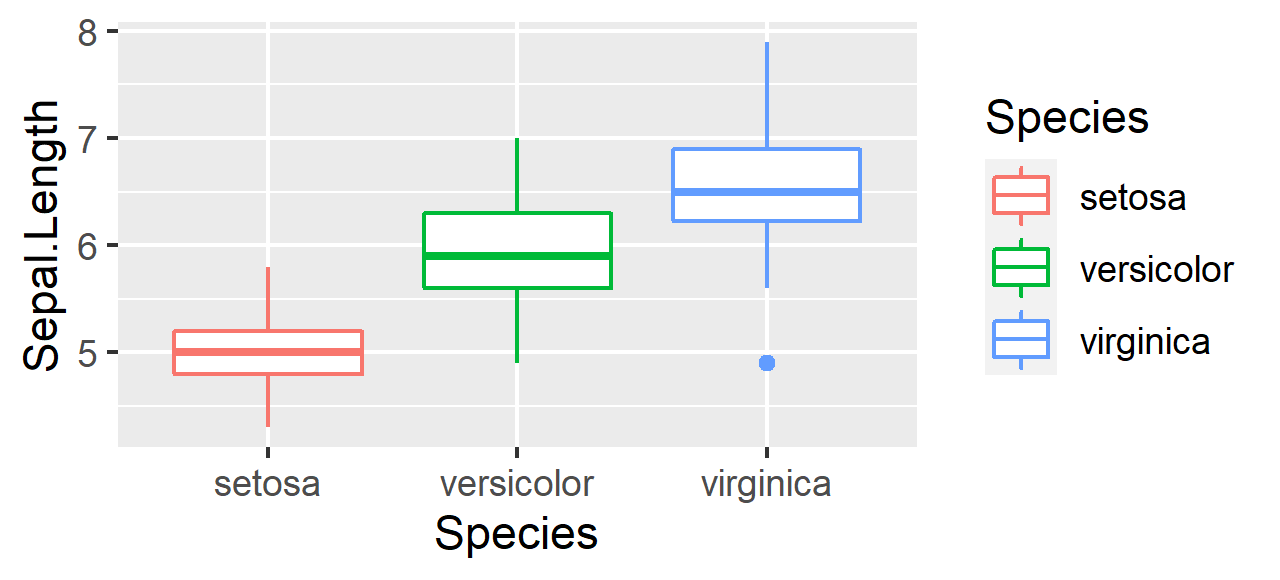 Sepal.Length
8
7
6
5
setosa
versicolor
virginica
Species
Species
setosa
versicolor
virginica